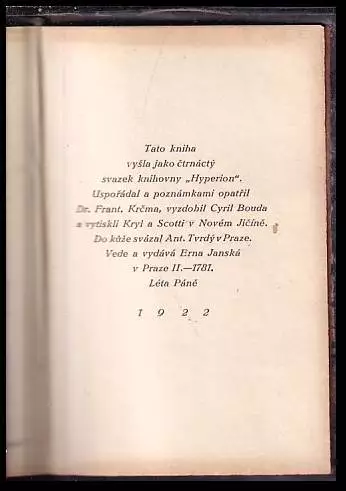 Tato kniha
vyšla jako čtrnáctý
svazek knihovny „Hyperion“.
Uspořádal a poznámkami opatřil
Dr. Frant. Krčma, vyzdobil Cyril Bouda
a vytiskli Kryl a Scotti v Novém Jičíně.
Do kůže svázal Ant. Tvrdý v Praze.
Vede a vydává Erna Janská
v Praze II.—1781.
Léta Páně
1 9 2 2